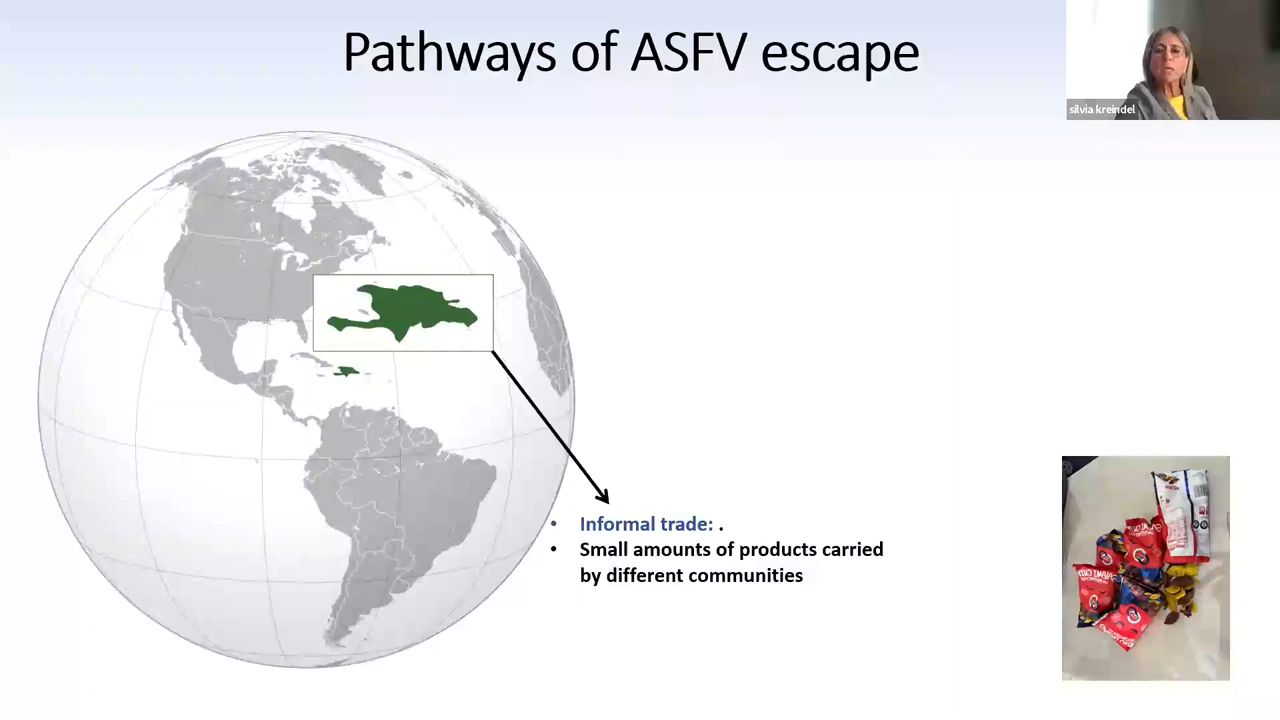 Pathways of ASFV escape
silvia kreindel
• Informal trade: .
• Small amounts of products carried
by different communities